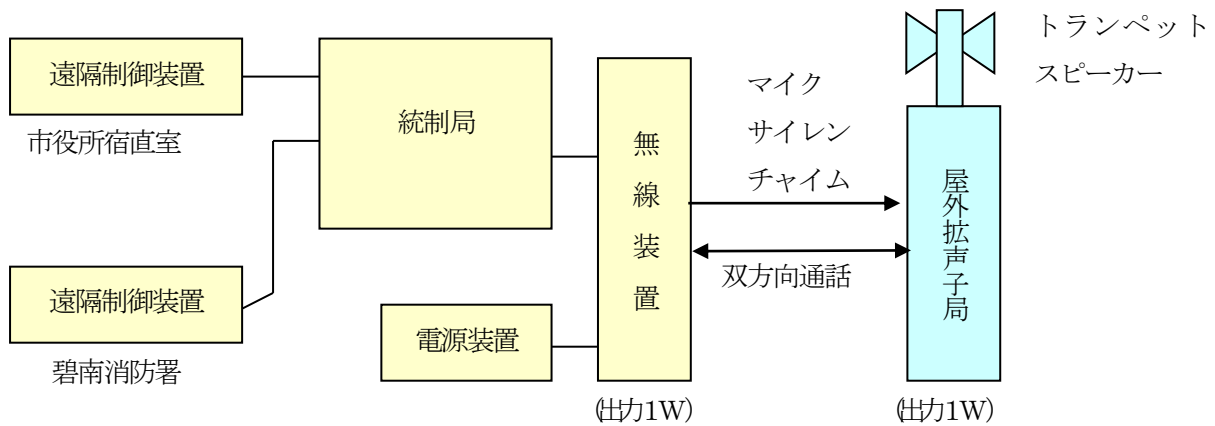 トランペット
スピーカー
遠隔制御装置
市役所宿直室
統制局
無線装置
マイク
サイレン
チャイム
双方向通話
屋外拡声子局
遠隔制御装置
碧南消防署
電源装置
(出力1W)
(出力1W)